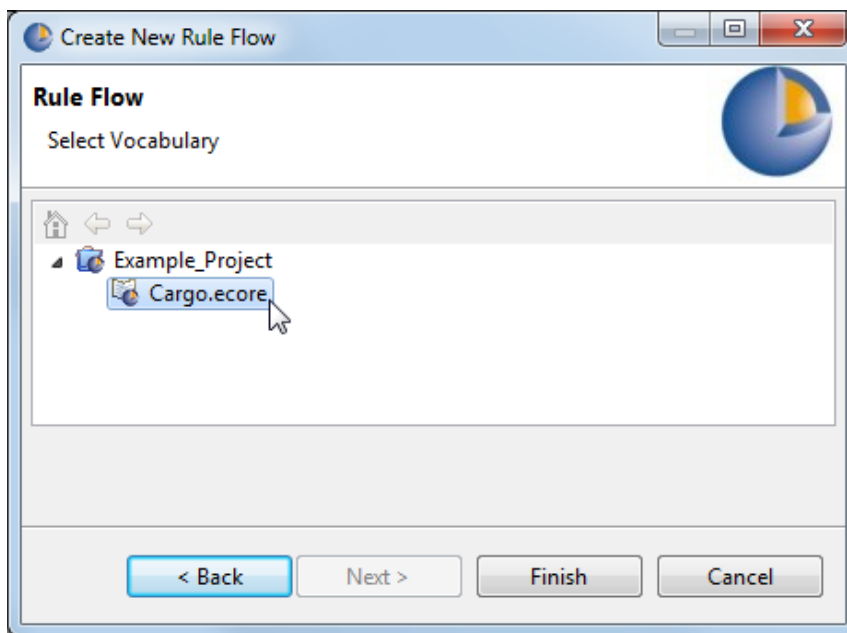 Create New Rule Flow
Rule Flow
Select Vocabulary
Example_Project
Cargo.ecore
< Back Next > Finish Cancel